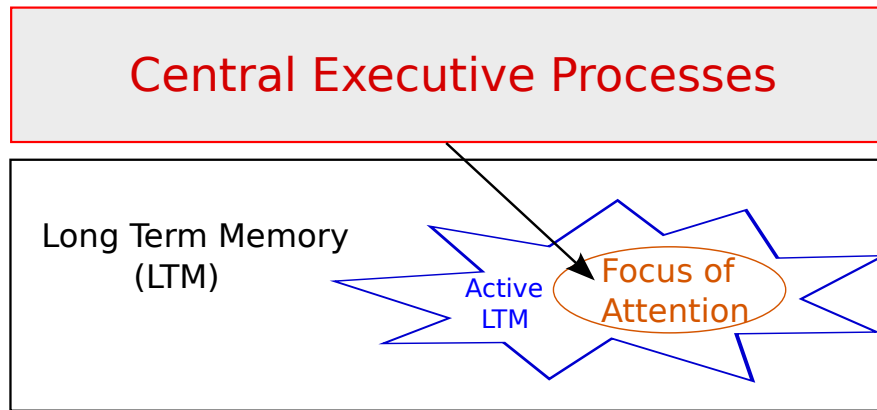 Central Executive Processes
Long Term Memory
(LTM)
Active
LTM
Focus of
Attention